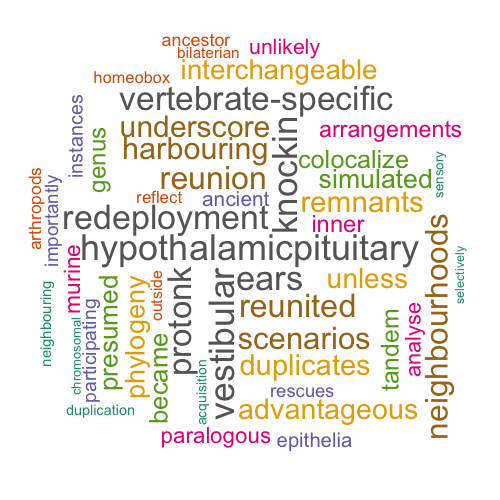 ancestor
bilaterian
unlikely
homeobox
interchangeable
vertebrate-specific
instances
genus
underscore
harbouring
knockin
arrangements
colocalize
simulated
sensory
arthropods
importantly
reunion
reflect
ancient
remnants
redeployment
inner
hypothalamicpituitary
neighbouring
murine
chromosomal
participating
presumed
phylogeny
outside
protonk
vestibular
ears
unless
reunited
scenarios
duplicates
tandem
analyse
neighbourhoods
selectively
duplication
became
acquisition
rescues
advantageous
paralogous
epithelia